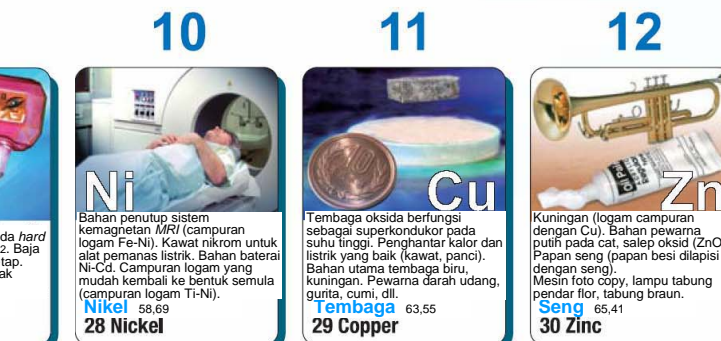 10
11
12
da hard
2. Baja
tap.
ak
Ni
Bahan penutup sistem
kemagnetan MRI (campuran
logam Fe-Ni). Kawat nikrom untuk
alat pemanas listrik. Bahan baterai
Ni-Cd. Campuran logam yang
mudah kembali ke bentuk semula
(campuran logam Ti-Ni).
Nikel 58,69
28 Nickel
10
Cu
Tembaga oksida berfungsi
sebagai superkondukor pada
suhu tinggi. Penghantar kalor dan
listrik yang baik (kawat, panci).
Bahan utama tembaga biru,
kuningan. Pewarna darah udang,
gurita, cumi, dll.
Tembaga 63,55
29 Copper
Oil Paint
Zn
Kuningan (logam campuran
dengan Cu). Bahan pewarna
putih pada cat, salep oksid (ZnO
Papan seng (papan besi dilapisi
dengan seng).
Mesin foto copy, lampu tabung
pendar flor, tabung braun.
Seng 65,41
30 Zinc